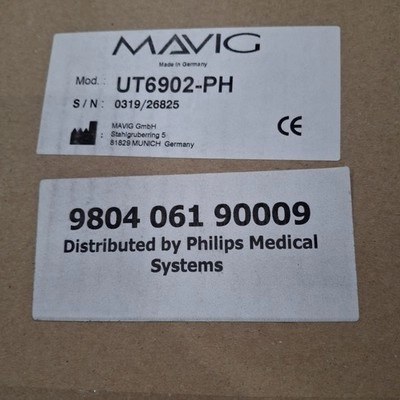 MAVIG
Made in Germany
Mod. : UT6902-PH
S / N : 0319/26825
: MAVIG GmbH
Stahlgruberring 5
81829 MUNICH Germany
CE
9804 061 90009
Distributed by Philips Medical
Systems